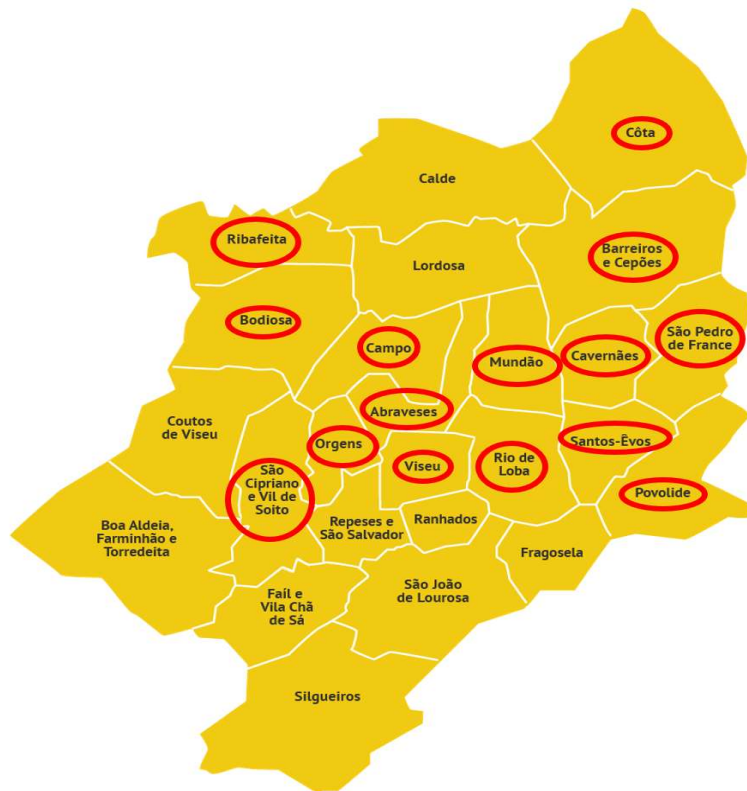 Côta
Calde
Ribafeita
Barreiros
e Cepões
Lordosa
Bodiosa
São Pedro
de France
Campo
Mundão
Cavernães
Abraveses
Coutos
de Viseu
Orgens
Santos-Êvos
Viseu
Rio de
Loba
São
Cipriano
e Vil de
Soito
Povolide
Boa Aldeia,
Farminhão e
Torredeita
Repeses e
São Salvador
Ranhados
Fragosela
São João
de Lourosa
Faíl e
Vila Chã
de Sá
Silgueiros